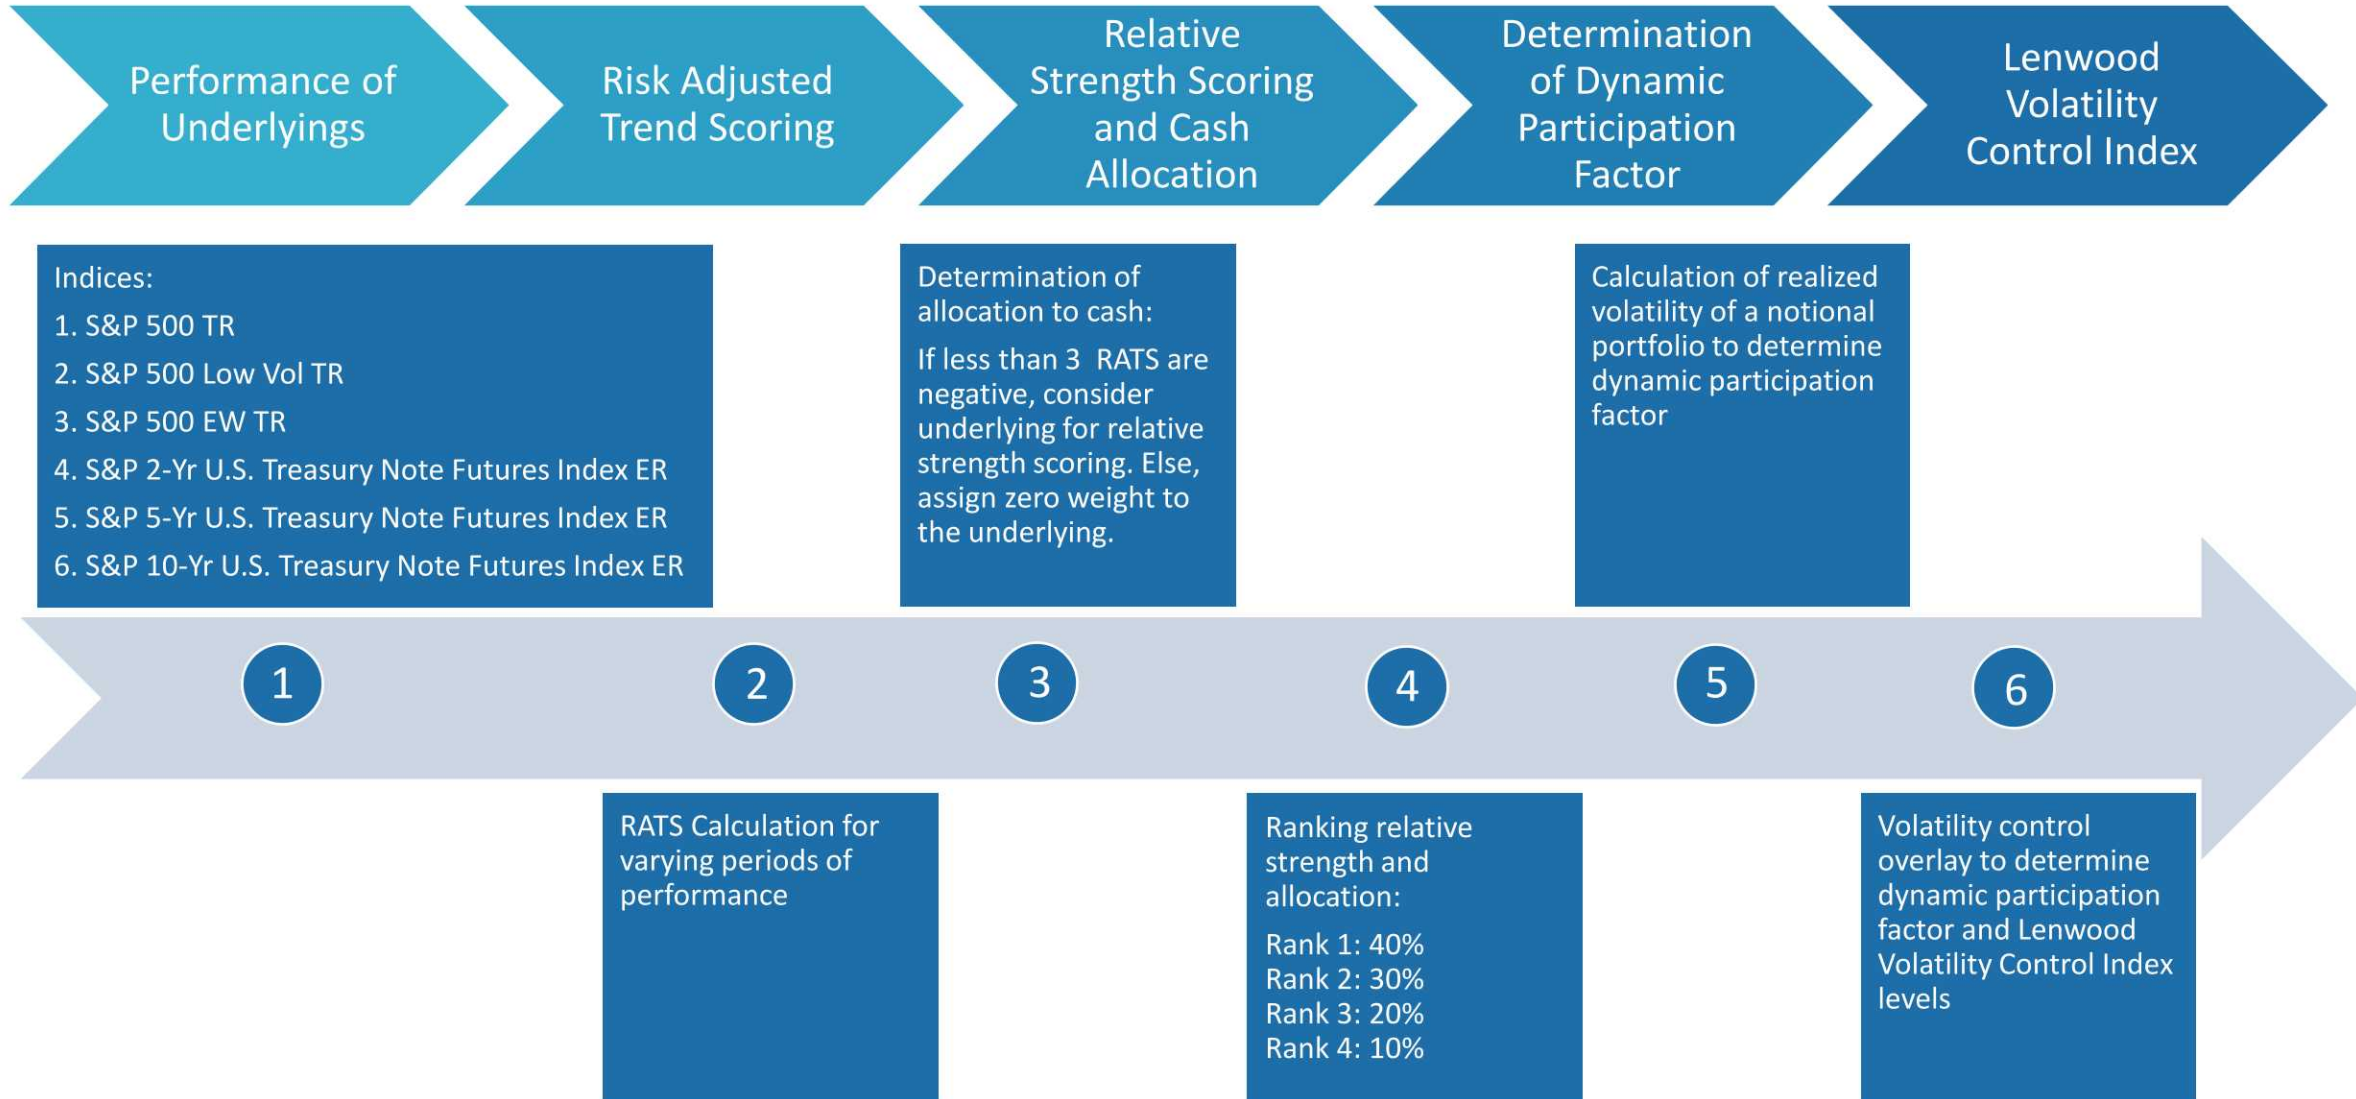 Performance of
Underlyings
Risk Adjusted
Trend Scoring
Relative
Strength Scoring
and Cash
Allocation
Determination
of Dynamic
Participation
Factor
Lenwood
Volatility
Control Index
Indices:
1. S&P 500 TR
2. S&P 500 Low Vol TR
3. S&P 500 EW TR
4. S&P 2-Yr U.S. Treasury Note Futures Index ER
5. S&P 5-Yr U.S. Treasury Note Futures Index ER
6. S&P 10-Yr U.S. Treasury Note Futures Index ER
Determination of
allocation to cash:
If less than 3 RATS are
negative, consider
underlying for relative
strength scoring. Else,
assign zero weight to
the underlying.
Calculation of realized
volatility of a notional
portfolio to determine
dynamic participation
factor
1
2
3
4
5
6
RATS Calculation for
varying periods of
performance
Ranking relative
strength and
allocation:
Rank 1: 40%
Rank 2: 30%
Rank 3: 20%
Rank 4: 10%
Volatility control
overlay to determine
dynamic participation
factor and Lenwood
Volatility Control Index
levels